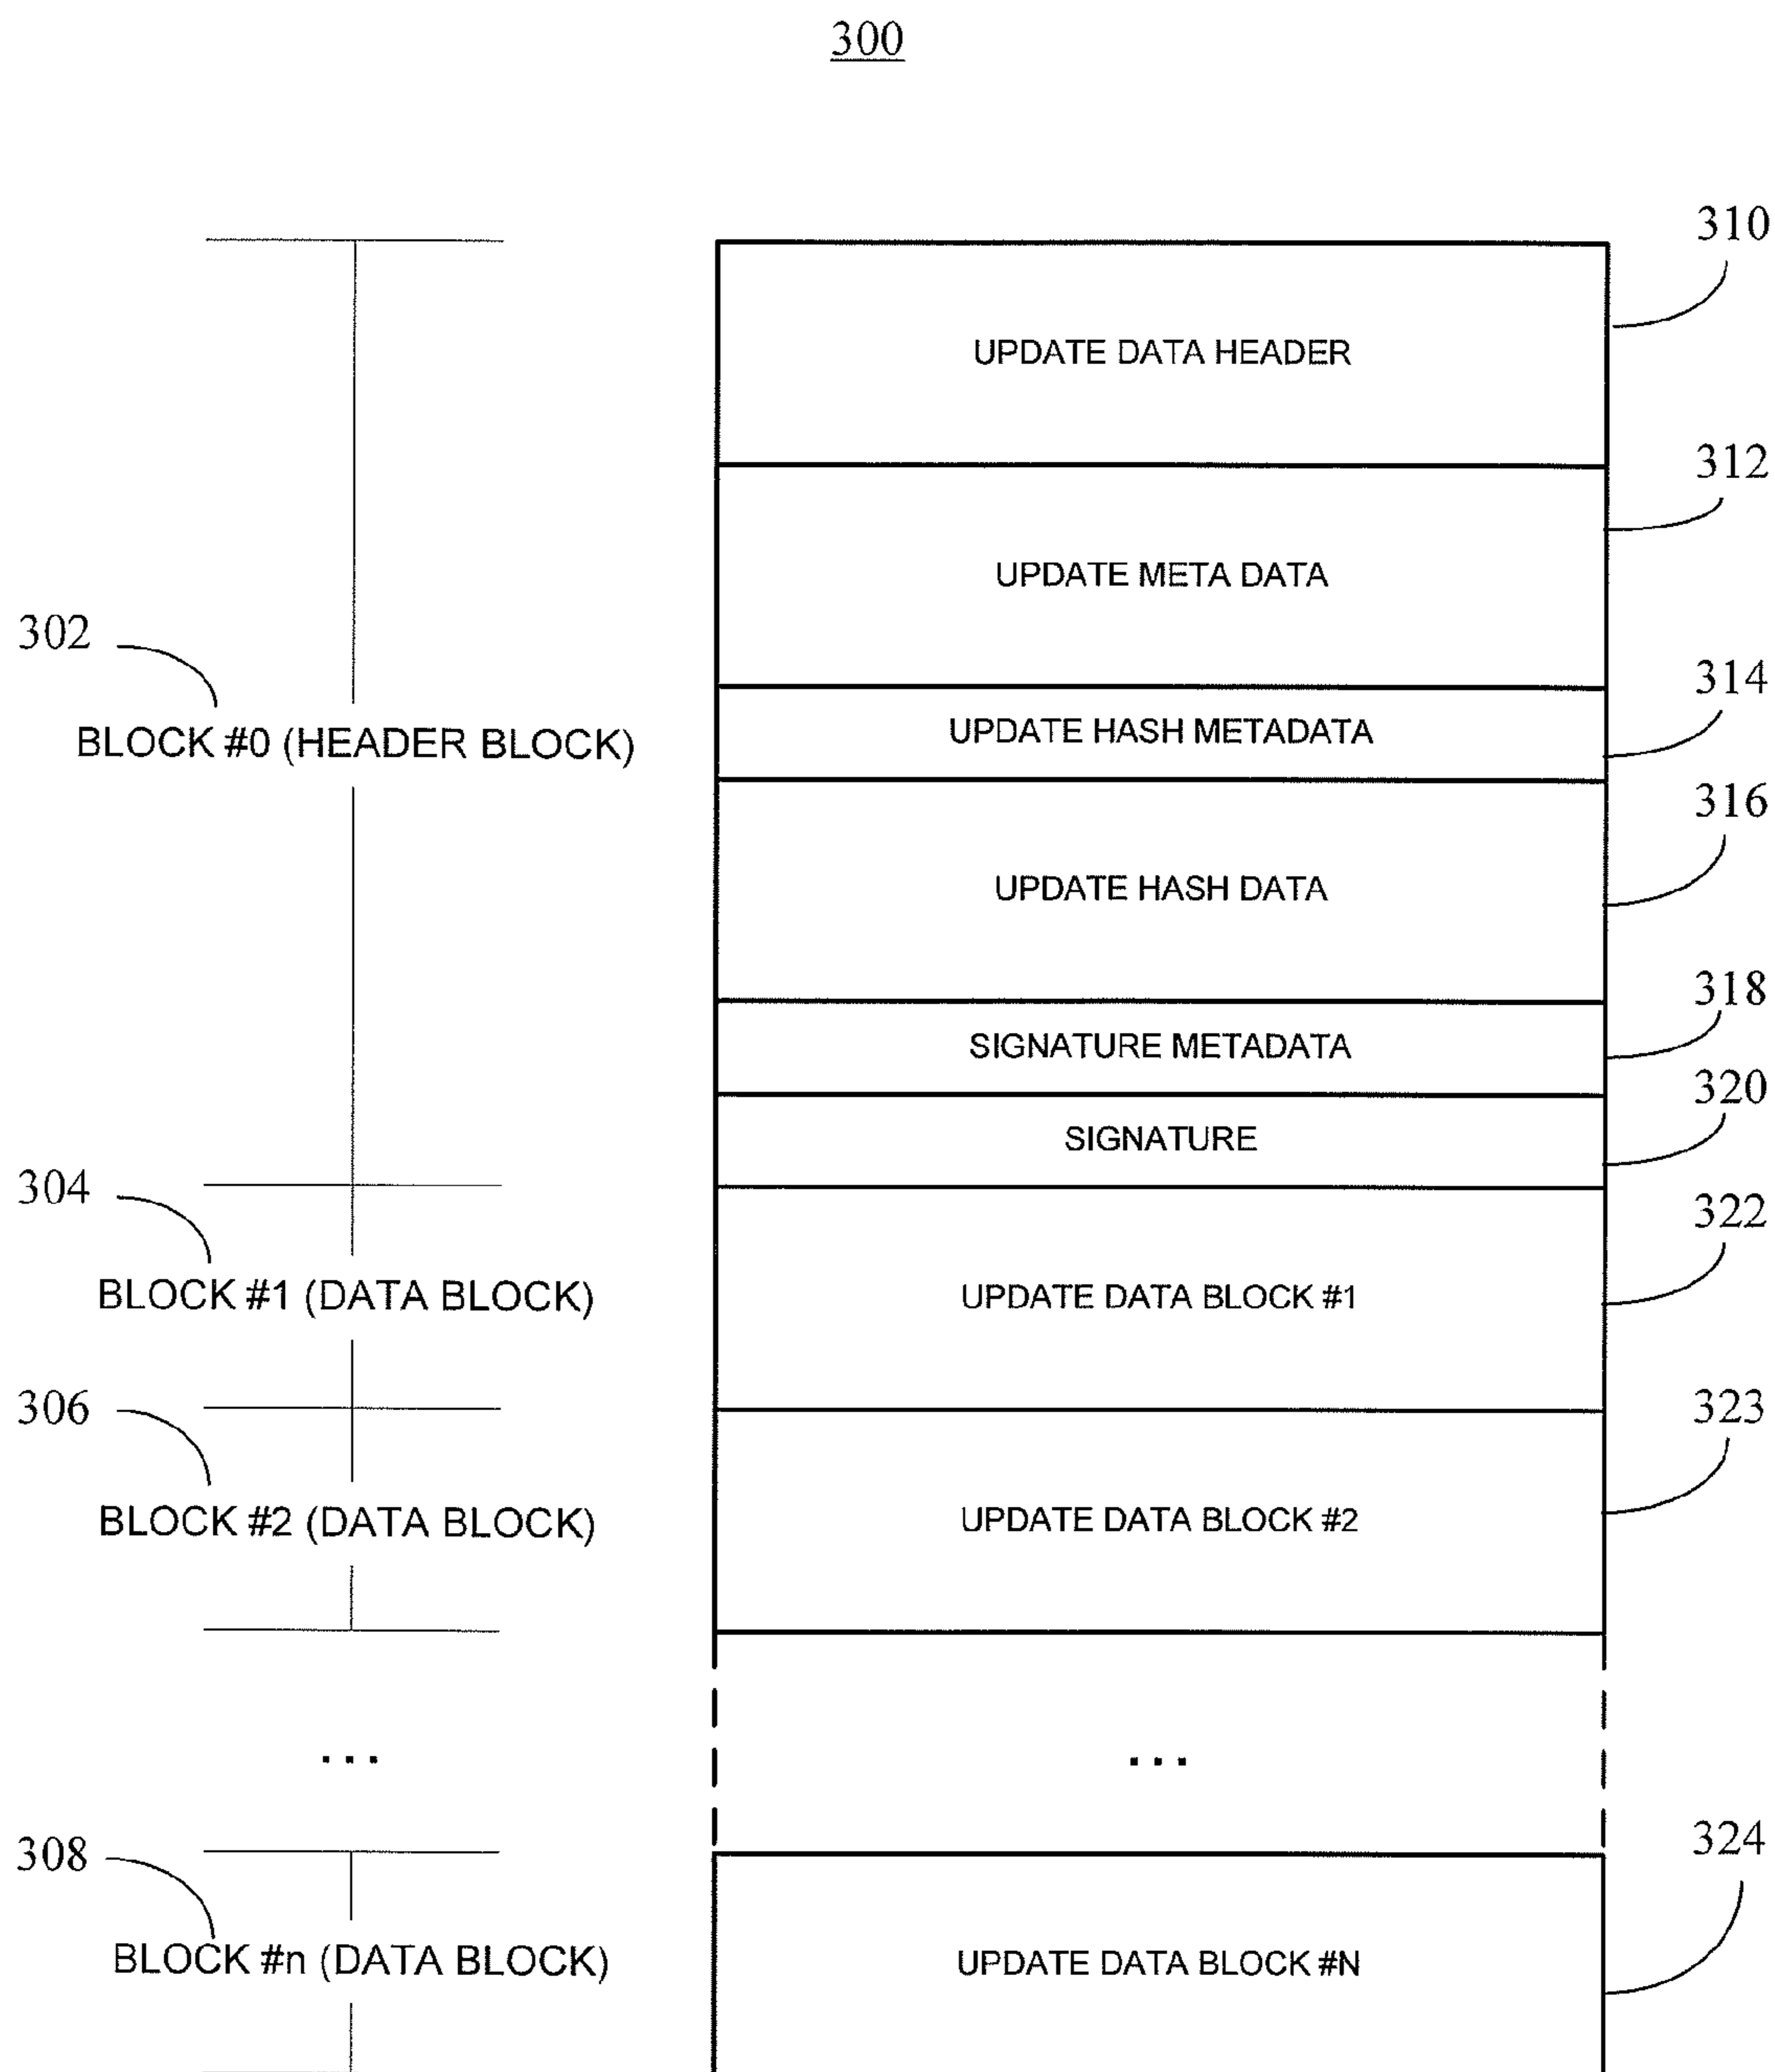 300
310
UPDATE DATA HEADER
312
UPDATE META DATA
302
314
BLOCK #0 (HEADER BLOCK)
UPDATE HASH METADATA
316
UPDATE HASH DATA
318
SIGNATURE METADATA
320
SIGNATURE
304
322
BLOCK #1 (DATA BLOCK)
UPDATE DATA BLOCK #1
306
323
BLOCK #2 (DATA BLOCK)
UPDATE DATA BLOCK #2
...
...
308
324
BLOCK #n (DATA BLOCK)
UPDATE DATA BLOCK #N